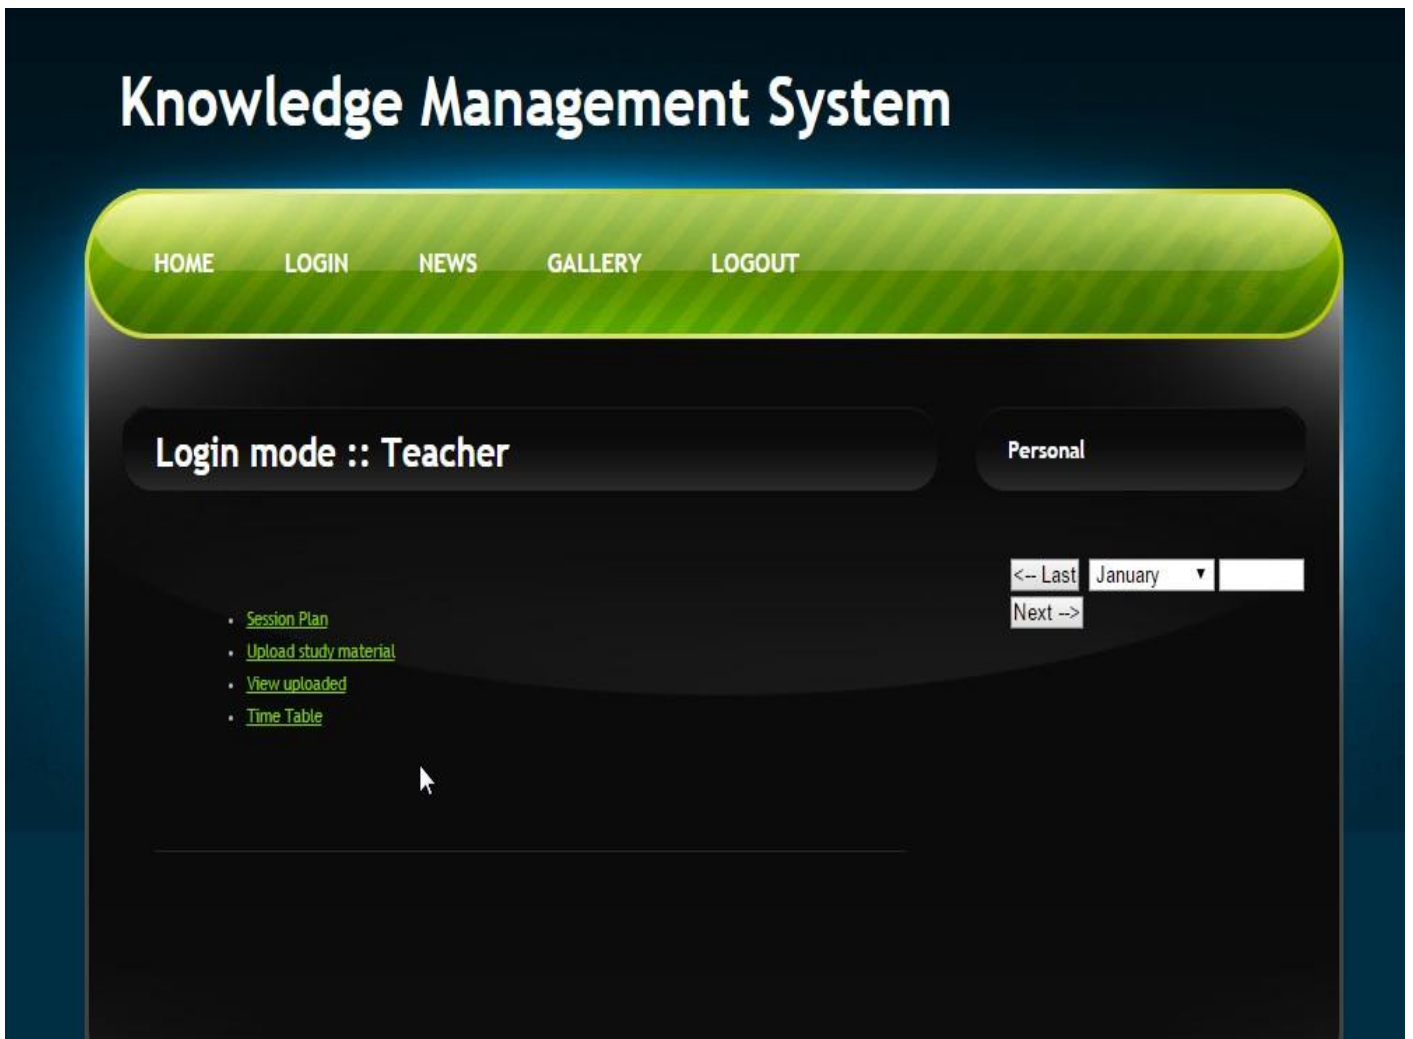 Knowledge Management System
HOME LOGIN NEWS GALLERY LOGOUT
Login mode :: Teacher
Session Plan
Upload study material
View uploaded
Time Table
Personal
<-- Last January
Next -->